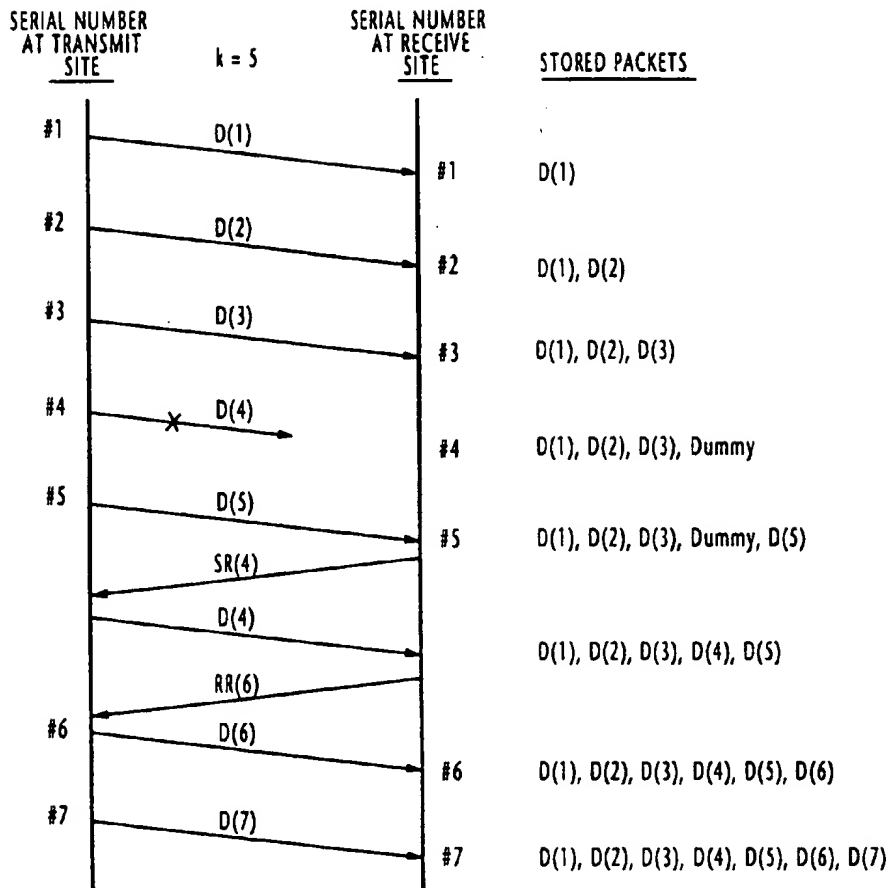 SERIAL NUMBER
AT TRANSMIT
SITE
k = 5
SERIAL NUMBER
AT RECEIVE
SITE
STORED PACKETS
#1
D(1)
#1
D(1)
#2
D(2)
#2
D(1), D(2)
#3
D(3)
#3
D(1), D(2), D(3)
#4
D(4)
#4
D(1), D(2), D(3), Dummy
#5
D(5)
#5
D(1), D(2), D(3), Dummy, D(5)
SR(4)
D(4)
D(1), D(2), D(3), D(4), D(5)
RR(6)
#6
D(6)
#6
D(1), D(2), D(3), D(4), D(5), D(6)
#7
D(7)
#7
D(1), D(2), D(3), D(4), D(5), D(6), D(7)